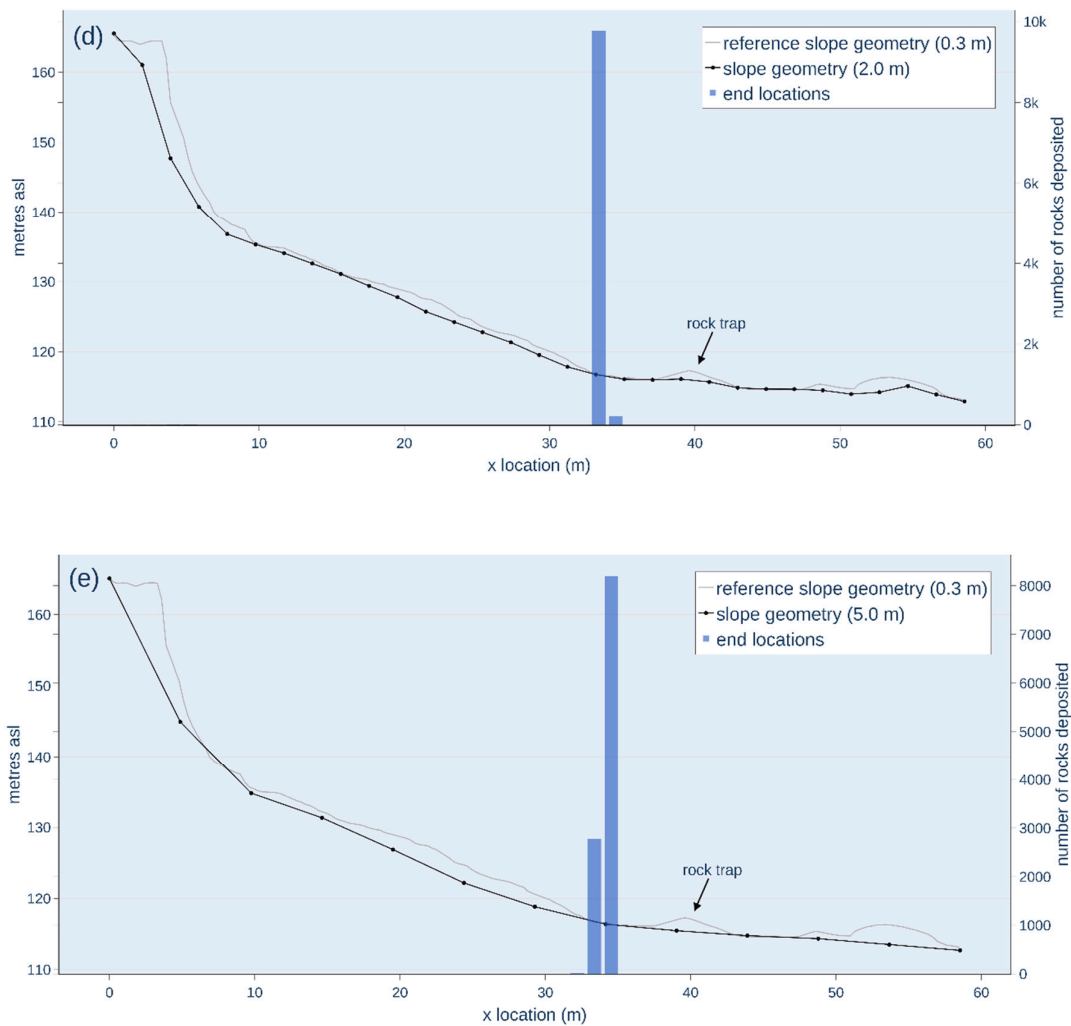 (d)
reference slope geometry (0.3 m)
slope geometry (2.0 m)
end locations
metres asl
160
150
140
130
120
110
10k
8k
6k
4k
2k
0
number of rocks deposited
rock trap
0 10 20 30 40 50 60
x location (m)
(e)
reference slope geometry (0.3 m)
slope geometry (5.0 m)
end locations
metres asl
160
150
140
130
120
110
8000
7000
6000
5000
4000
3000
2000
1000
0
number of rocks deposited
rock trap
0 10 20 30 40 50 60
x location (m)